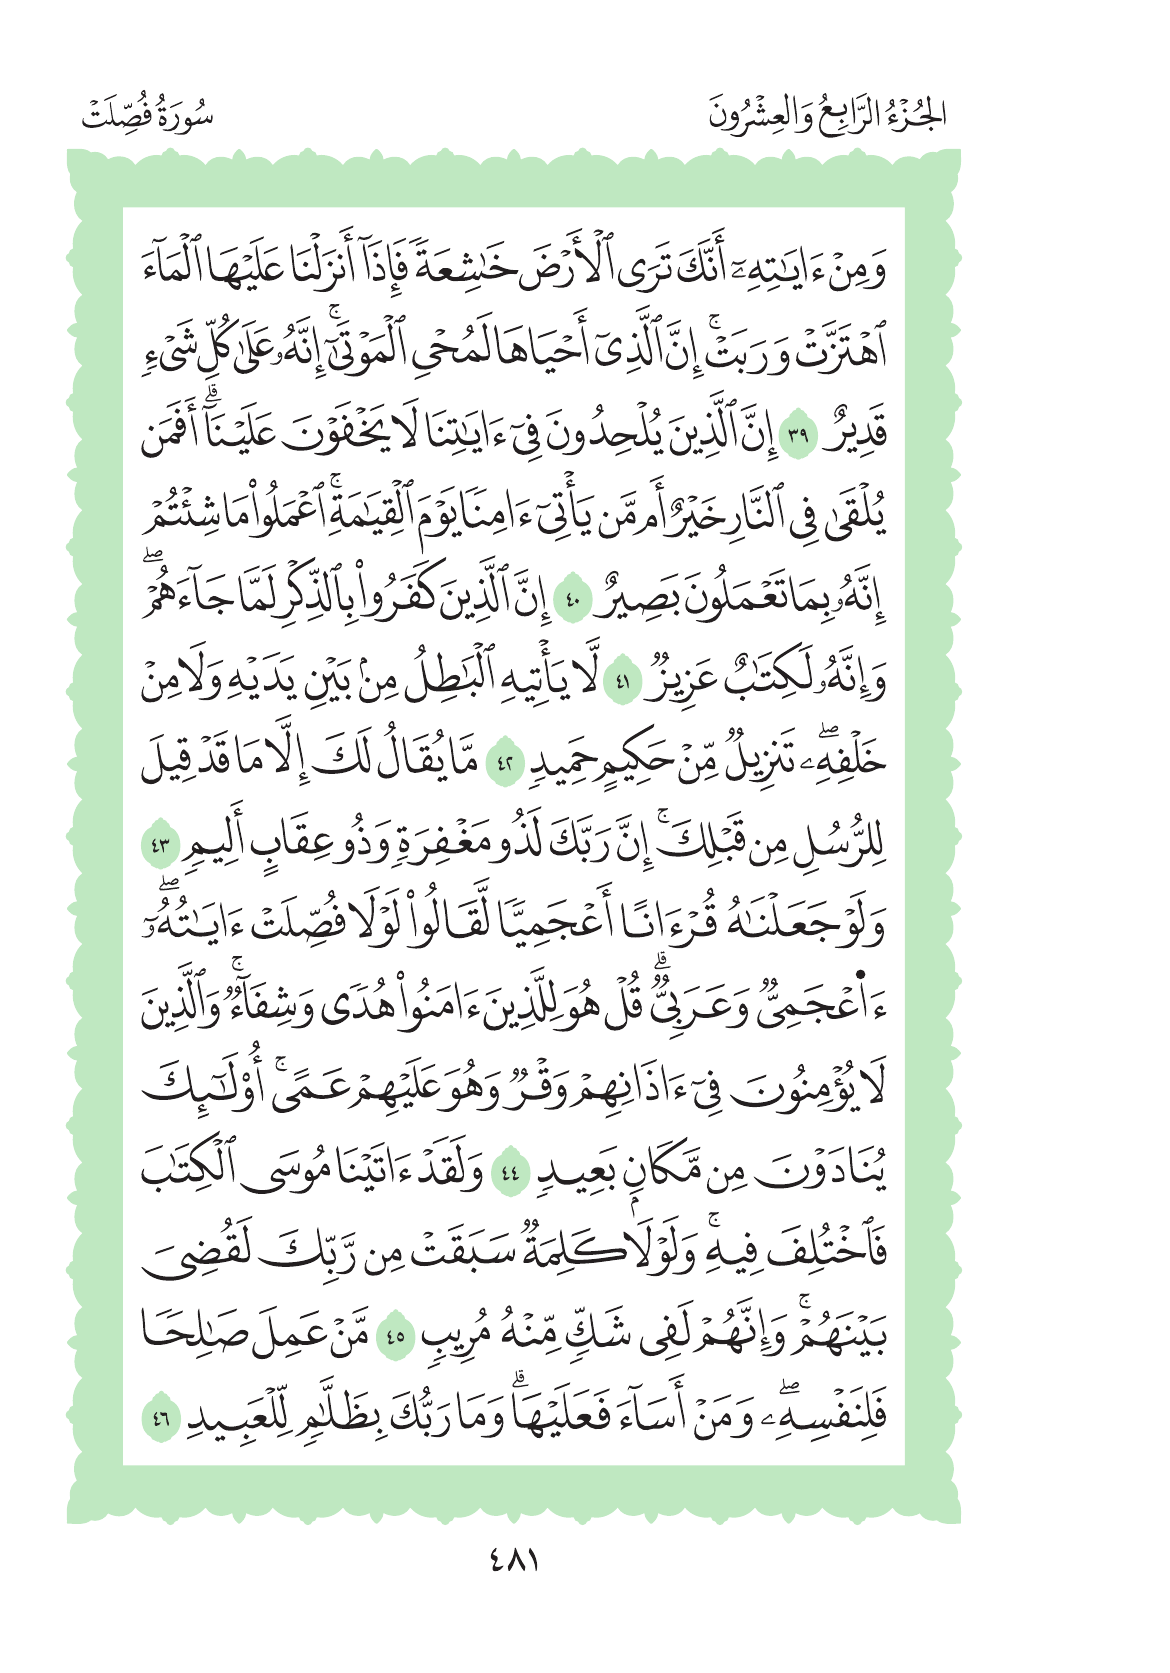 الجُزْءُ الرَّابِعُ وَالعِشْرُونَ
سُورَةُ فُصِّلَتْ
وَمِنْ ءَايَٰتِهِۦٓ أَنَّكَ تَرَى ٱلْأَرْضَ خَٰشِعَةً فَإِذَآ أَنزَلْنَا عَلَيْهَا ٱلْمَآءَ
ٱهْتَزَّتْ وَرَبَتْۚ إِنَّ ٱلَّذِىٓ أَحْيَاهَا لَمُحْىِ ٱلْمَوْتَىٰٓۚ إِنَّهُۥ عَلَىٰ كُلِّ شَىْءٍ
قَدِيرٌ ٣٩ إِنَّ ٱلَّذِينَ يُلْحِدُونَ فِىٓ ءَايَٰتِنَا لَا يَخْفَوْنَ عَلَيْنَآۗ أَفَمَن
يُلْقَىٰ فِى ٱلنَّارِ خَيْرٌ أَم مَّن يَأْتِىٓ ءَامِنًا يَوْمَ ٱلْقِيَٰمَةِۚ ٱعْمَلُوا۟ مَا شِئْتُمْ
إِنَّهُۥ بِمَا تَعْمَلُونَ بَصِيرٌ ٤٠ إِنَّ ٱلَّذِينَ كَفَرُوا۟ بِٱلذِّكْرِ لَمَّا جَآءَهُمْۖ
وَإِنَّهُۥ لَكِتَٰبٌ عَزِيزٌ ٤١ لَّا يَأْتِيهِ ٱلْبَٰطِلُ مِنۢ بَيْنِ يَدَيْهِ وَلَا مِنْ
خَلْفِهِۦۖ تَنزِيلٌ مِّنْ حَكِيمٍ حَمِيدٍ ٤٢ مَّا يُقَالُ لَكَ إِلَّا مَا قَدْ قِيلَ
لِلرُّسُلِ مِن قَبْلِكَۚ إِنَّ رَبَّكَ لَذُو مَغْفِرَةٍ وَذُو عِقَابٍ أَلِيمٍ ٤٣
وَلَوْ جَعَلْنَٰهُ قُرْءَانًا أَعْجَمِيًّا لَّقَالُوا۟ لَوْلَا فُصِّلَتْ ءَايَٰتُهُۥٓۖ
ءَا۬عْجَمِىٌّ وَعَرَبِىٌّۗ قُلْ هُوَ لِلَّذِينَ ءَامَنُوا۟ هُدًى وَشِفَآءٌۚ وَٱلَّذِينَ
لَا يُؤْمِنُونَ فِىٓ ءَاذَانِهِمْ وَقْرٌ وَهُوَ عَلَيْهِمْ عَمًىۚ أُو۟لَٰٓئِكَ
يُنَادَوْنَ مِن مَّكَانٍۭ بَعِيدٍ ٤٤ وَلَقَدْ ءَاتَيْنَا مُوسَى ٱلْكِتَٰبَ
فَٱخْتُلِفَ فِيهِۚ وَلَوْلَا كَلِمَةٌ سَبَقَتْ مِن رَّبِّكَ لَقُضِىَ
بَيْنَهُمْۚ وَإِنَّهُمْ لَفِى شَكٍّ مِّنْهُ مُرِيبٍ ٤٥ مَّنْ عَمِلَ صَٰلِحًا
فَلِنَفْسِهِۦۖ وَمَنْ أَسَآءَ فَعَلَيْهَاۗ وَمَا رَبُّكَ بِظَلَّٰمٍ لِّلْعَبِيدِ ٤٦
٤٨١